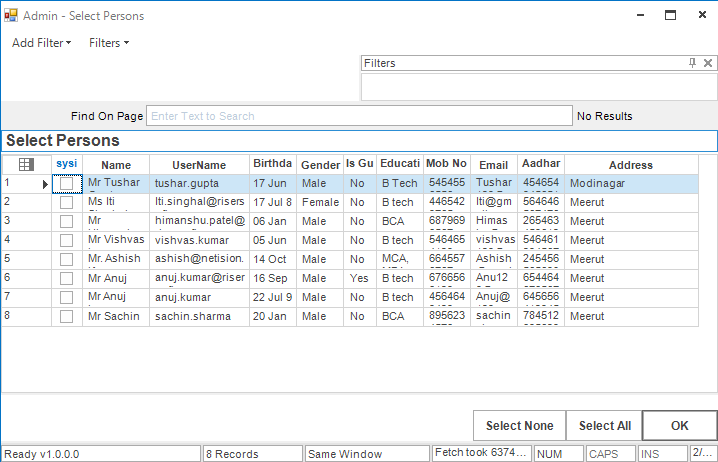 Admin - Select Persons
Add Filter Filters
Filters
Find On Page Enter Text to Search No Results
Select Persons
sysi Name UserName Birthda Gender Is Gu Educati Mob No Email Aadhar Address
1 Mr Tushar tushar.gupta 17 Jun Male No B Tech 545455 Tushar 454654 Modinagar
2 Ms Iti Iti.singhal@risers 17 Jul 8 Female No B tech 446542 Iti@gm 564646 Meerut
3 Mr himanshu.patel@ 06 Jan Male No BCA 687969 Himas 265463 Meerut
4 Mr Vishvas vishvas.kumar 05 Jun Male No B tech 546465 vishvas 546461 Meerut
5 Mr. Ashish ashish@netision. 14 Oct Male No MCA, 664557 Ashish 245456 Meerut
6 Mr Anuj anuj.kumar@riser 16 Sep Male Yes B tech 676656 Anu12 654464 Meerut
7 Mr Anuj anuj.kumar 22 Jul 9 Male No B tech 456464 Anuj@ 645656 Meerut
8 Mr Sachin sachin.sharma 20 Jan Male No BCA 895623 sachin 784512 Meerut
Select None Select All OK
Ready v1.0.0.0 8 Records Same Window Fetch took 6374... NUM CAPS INS 2/...